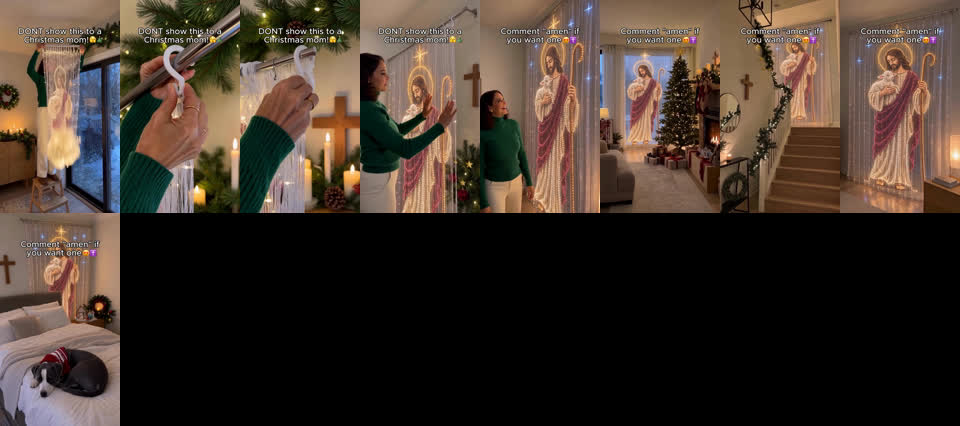 DONT show this to a
Christmas mom!😮
DONT show this to a
Christmas mom!😮
DONT show this to a
Christmas mom!😮
DONT show this to a
Christmas mom!😮
Comment "amen" if
you want one😍✝️
Comment "amen" if
you want one😍✝️
Comment "amen" if
you want one😍✝️
Comment "amen" if
you want one😍✝️
Comment "amen" if
you want one😍✝️